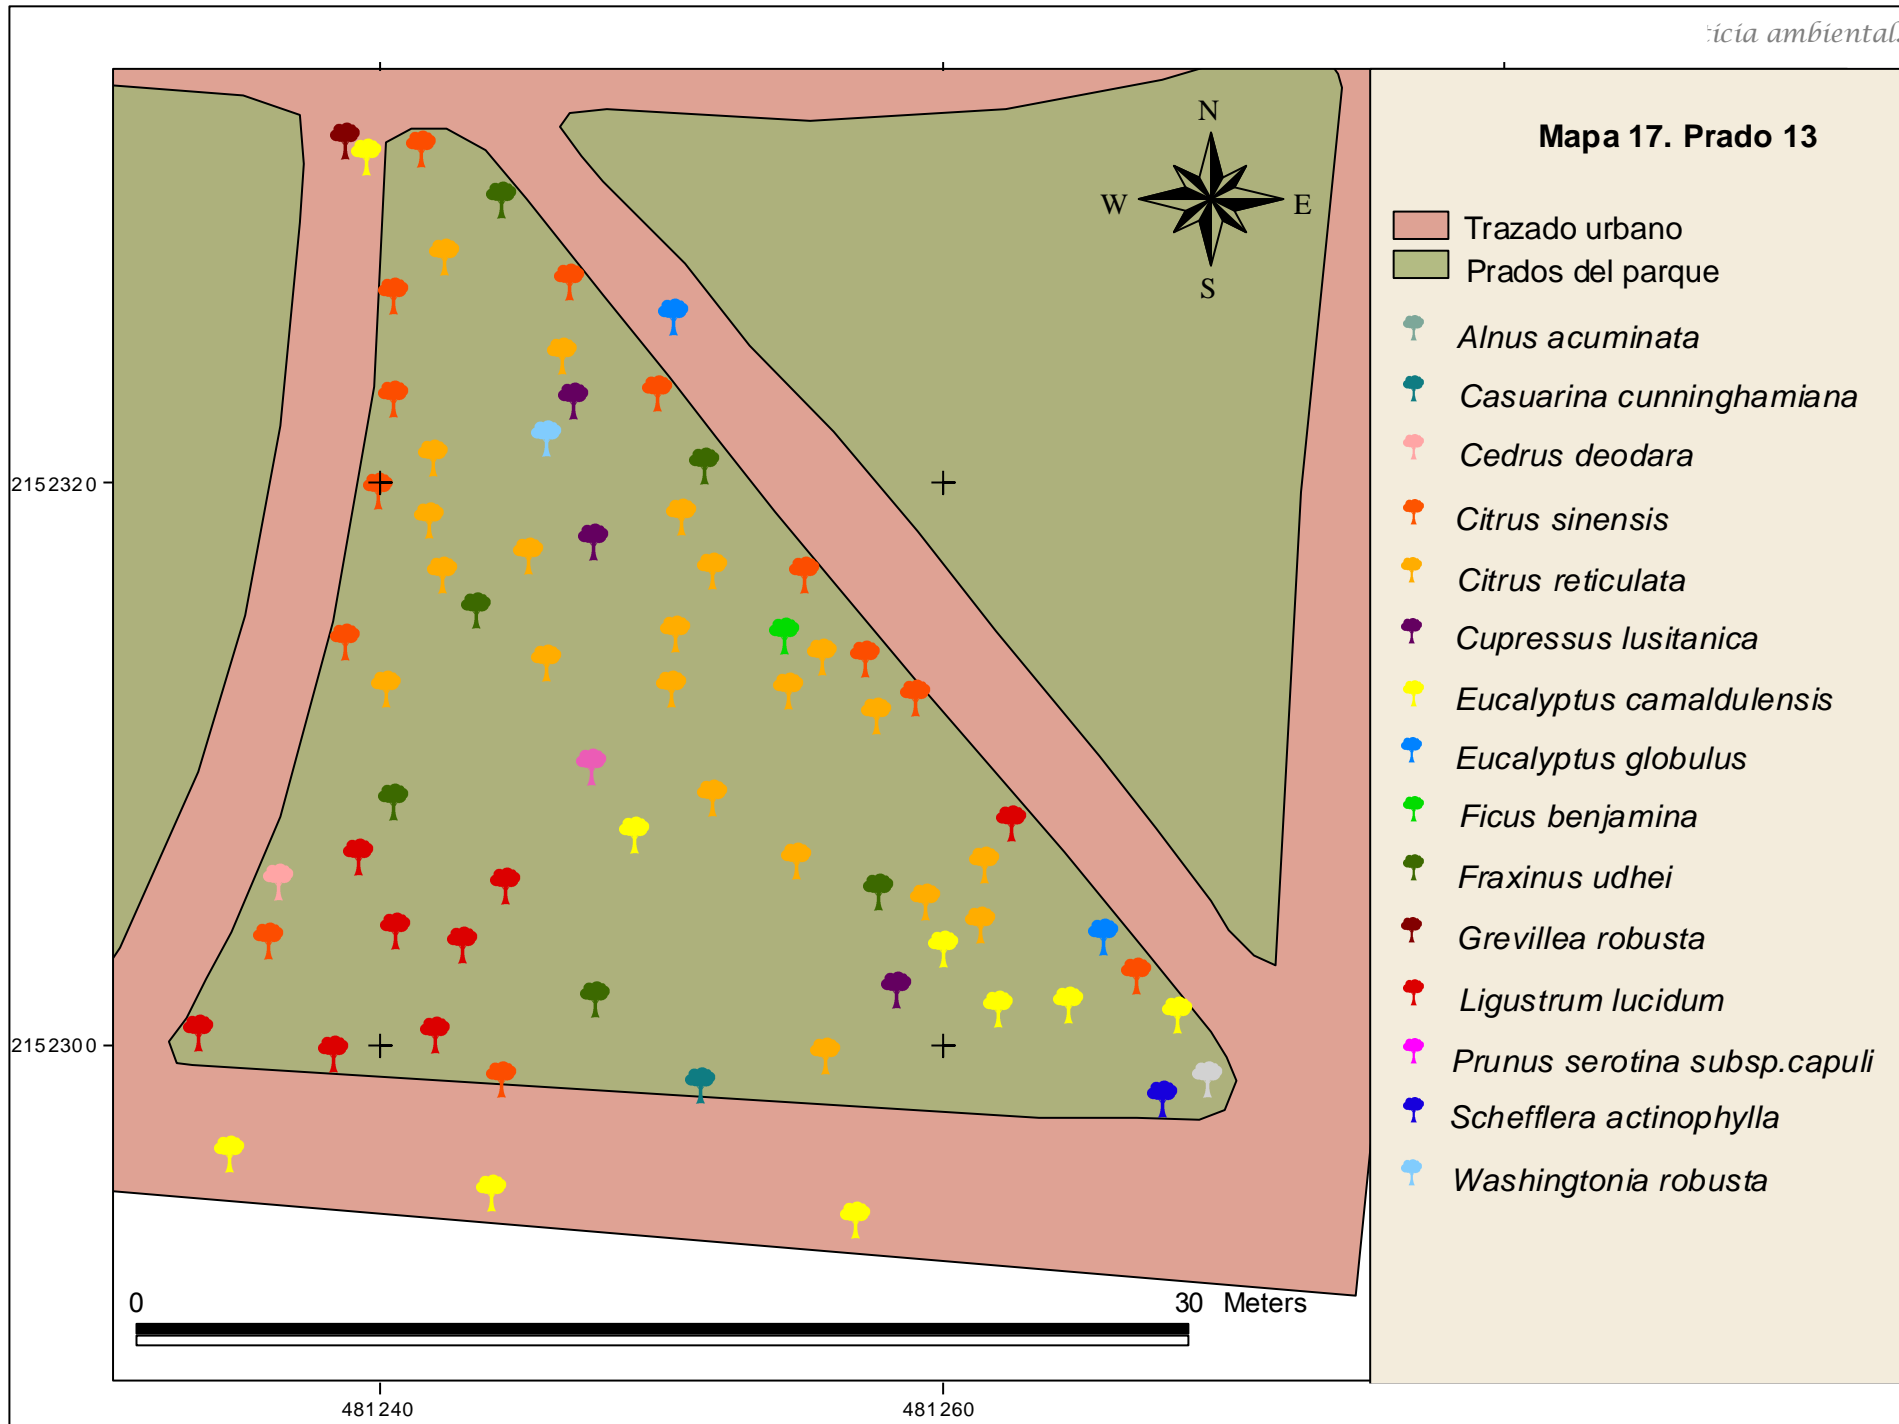 ticia ambiental.
Mapa 17. Prado 13
N
W E
S
Trazado urbano
Prados del parque
Alnus acuminata
Casuarina cunninghamiana
Cedrus deodara
Citrus sinensis
Citrus reticulata
Cupressus lusitanica
Eucalyptus camaldulensis
Eucalyptus globulus
Ficus benjamina
Fraxinus udhei
Grevillea robusta
Ligustrum lucidum
Prunus serotina subsp.capuli
Schefflera actinophylla
Washingtonia robusta
2152320
2152300
0 30 Meters
481240 481260